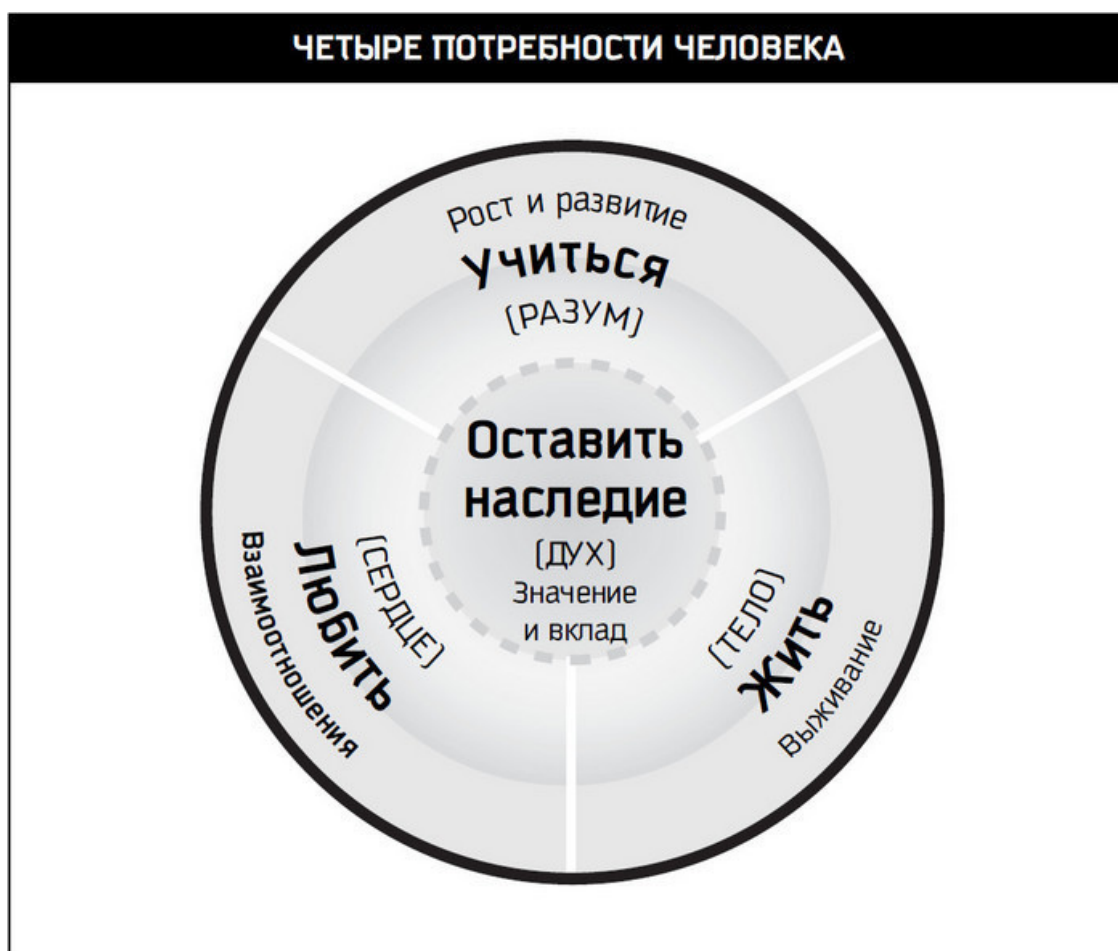 ЧЕТЫРЕ ПОТРЕБНОСТИ ЧЕЛОВЕКА
Рост и развитие
Учиться
(РАЗУМ)
Оставить
наследие
(ДУХ)
Значение
и вклад
Взаимоотношения
Любить
(СЕРДЦЕ)
(ТЕЛО)
Жить
Выживание